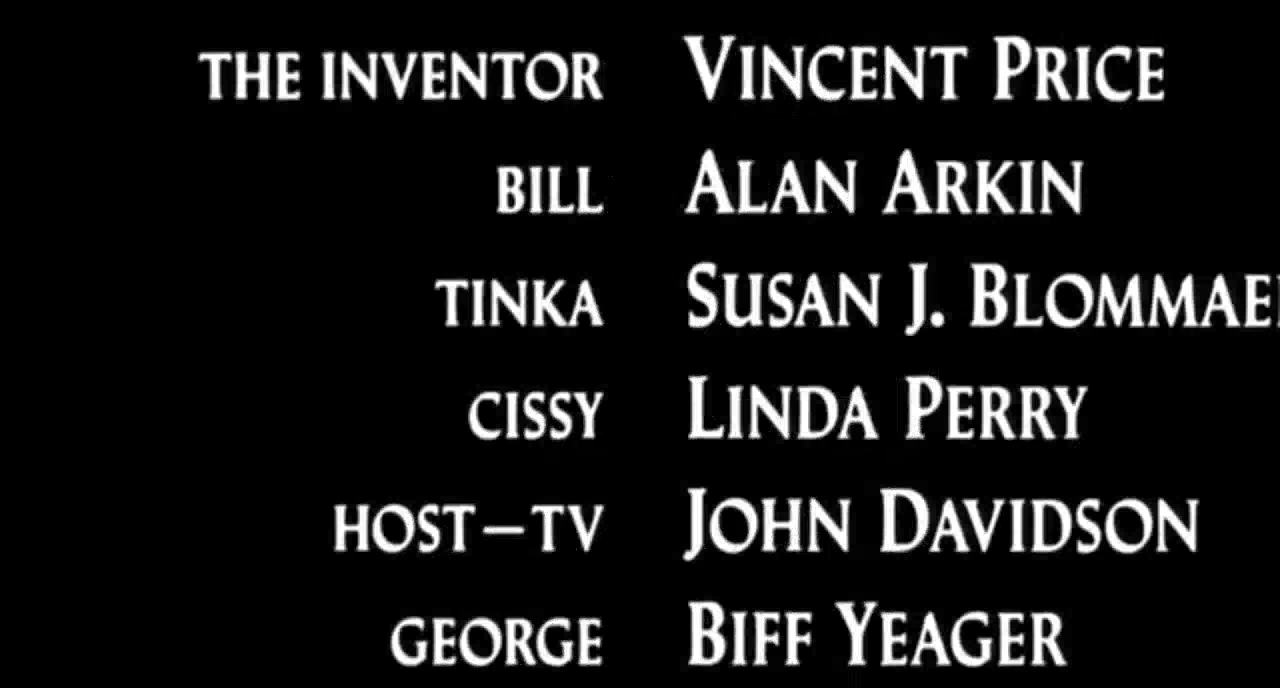 THE INVENTOR VINCENT PRICE
BILL ALAN ARKIN
TINKA SUSAN J.
CISSY LINDA PERRY
HOST–TV JOHN DAVIDSON
GEORGE BIFF YEAGER